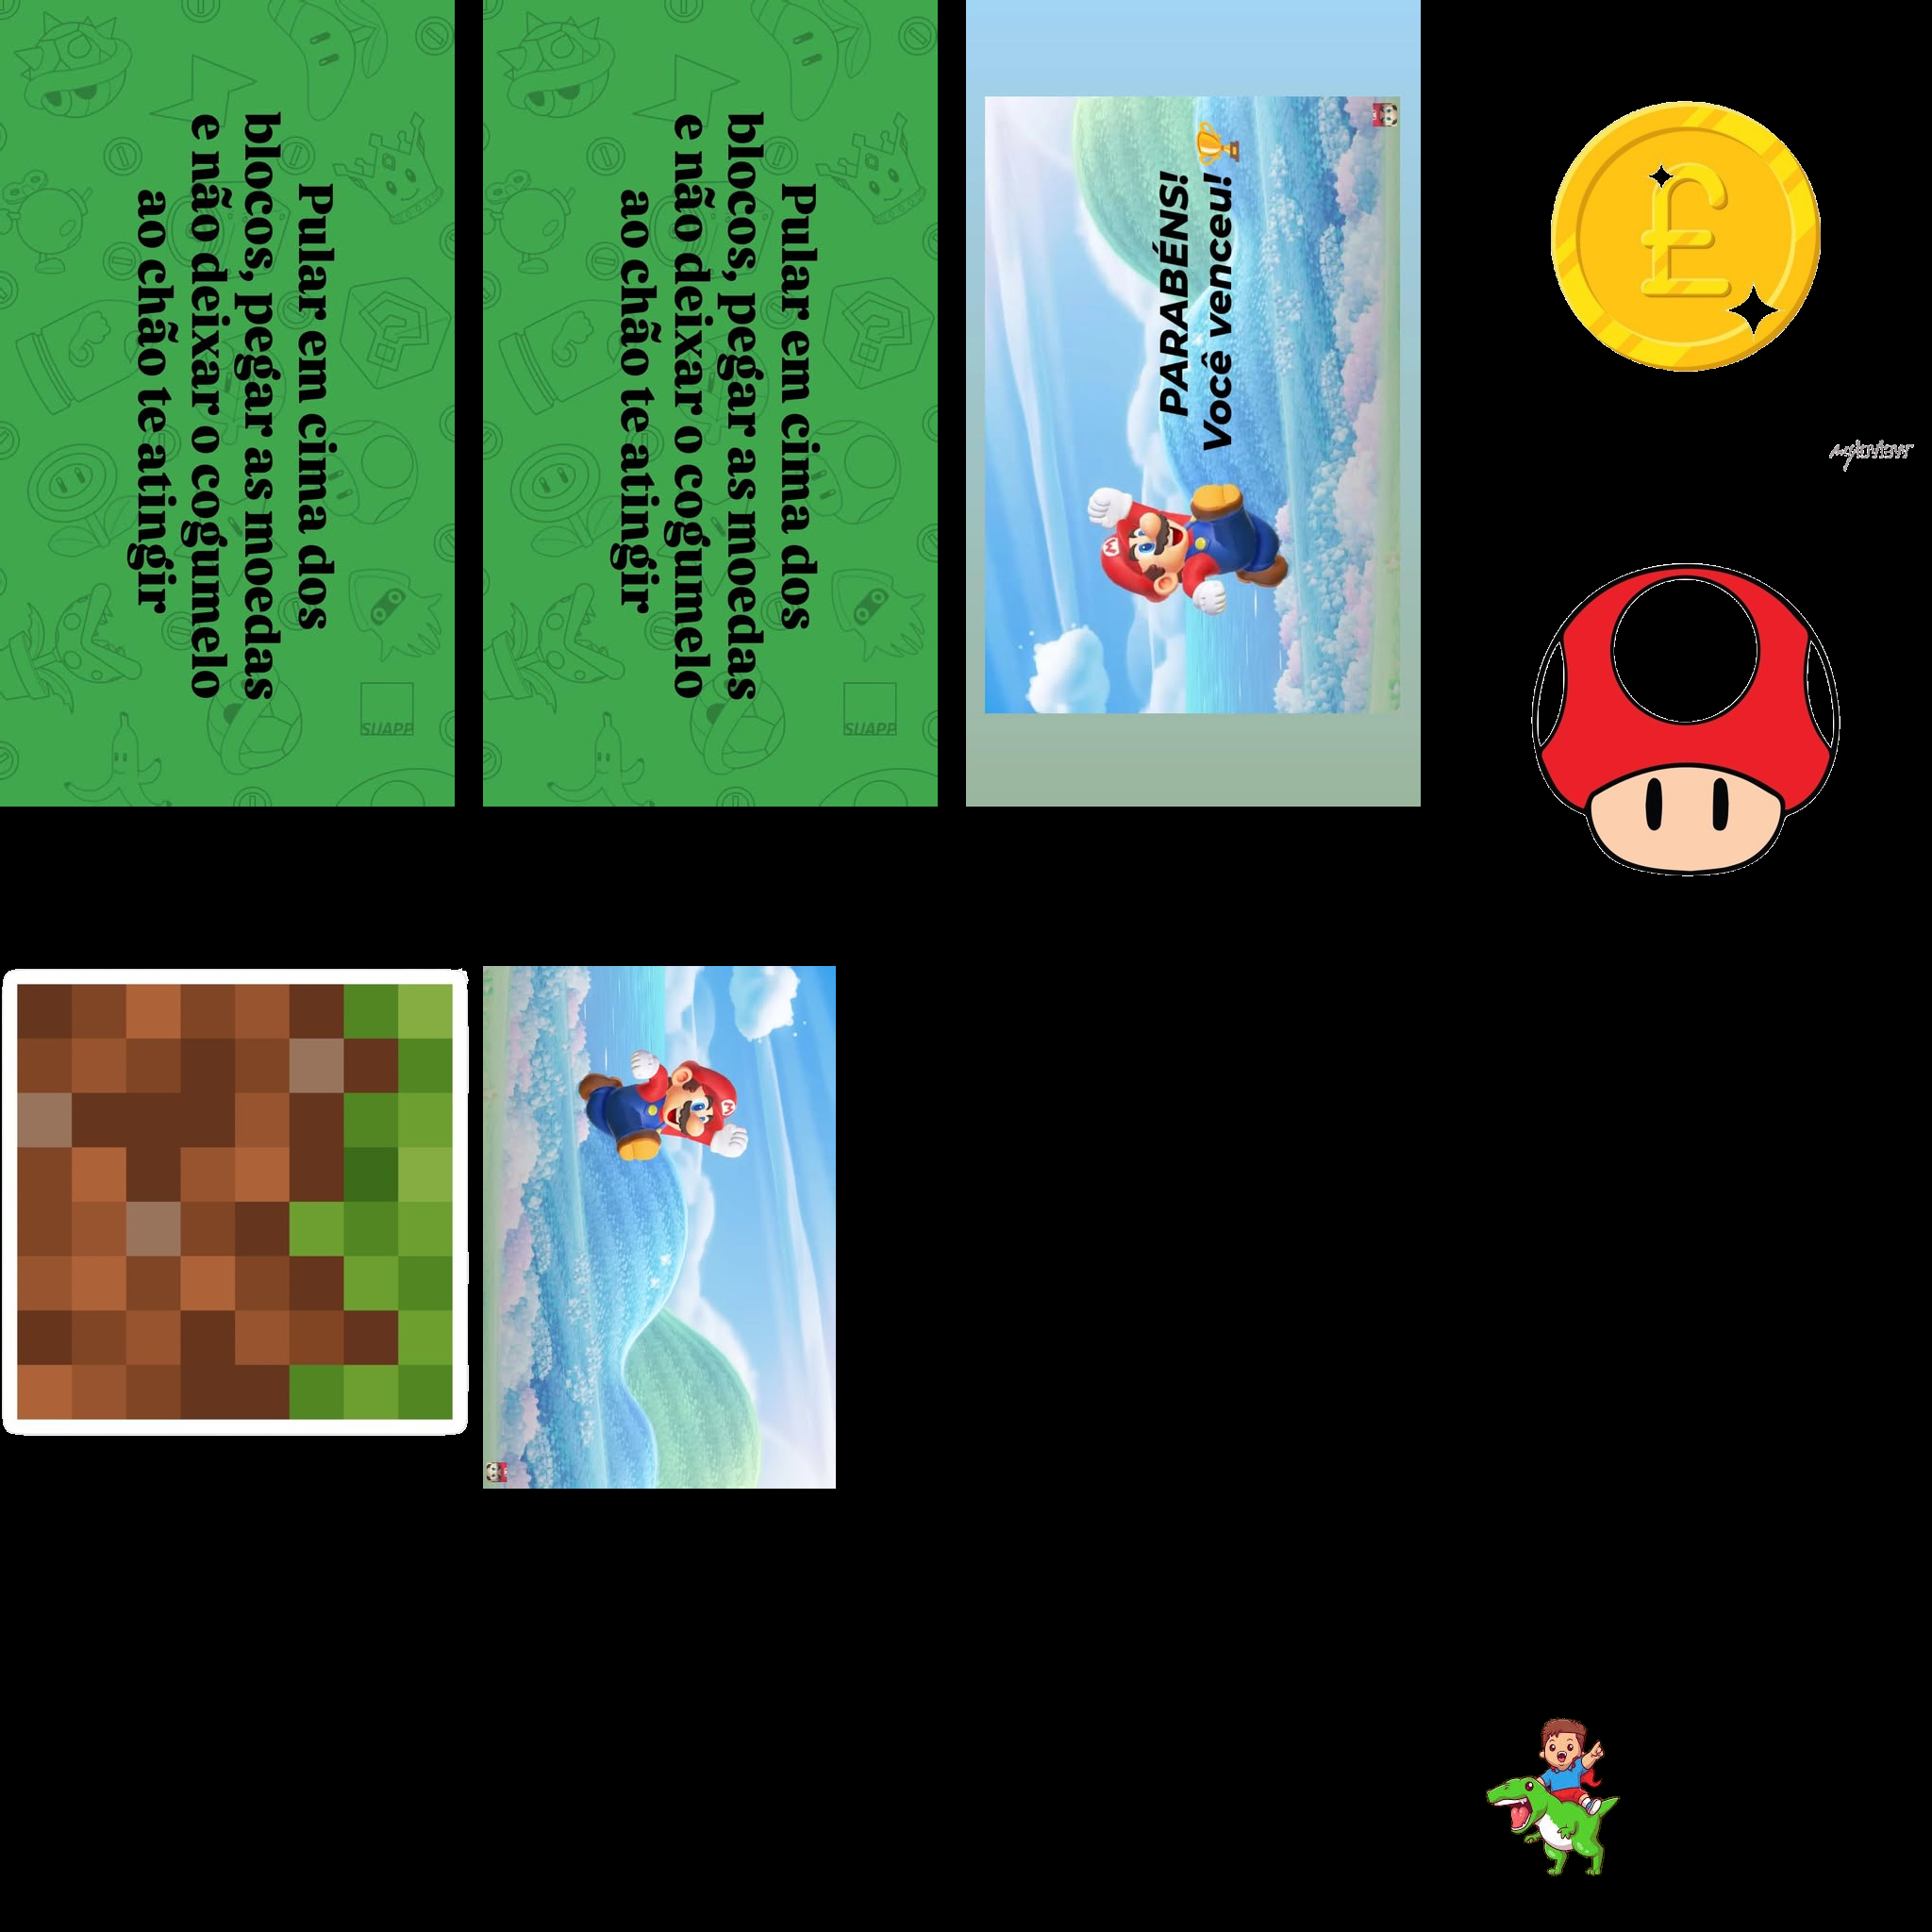 Pular em cima dos
blocos, pegar as moedas
e não deixar o cogumelo
ao chão te atingir
SUAPP
Pular em cima dos
blocos, pegar as moedas
e não deixar o cogumelo
ao chão te atingir
SUAPP
PARABÉNS!
Você venceu! 🏆
M
£
M